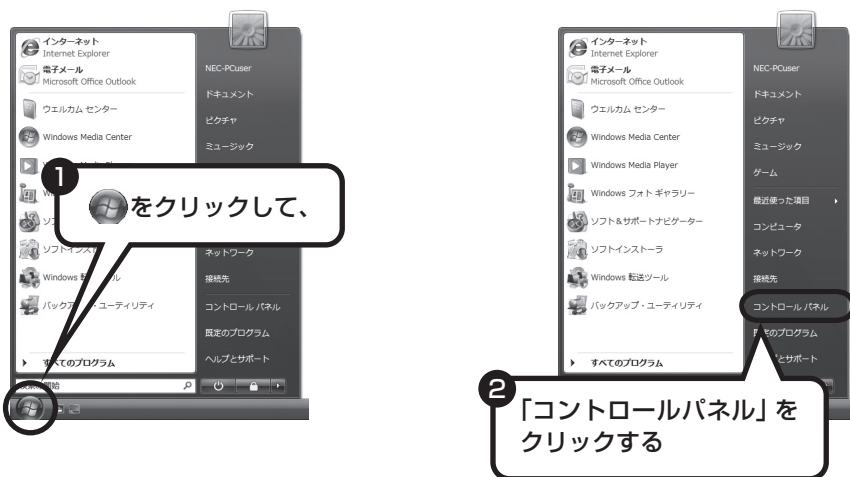 インターネット
Internet Explorer
電子メール
Microsoft Office Outlook
ウェルカム センター
Windows Media Center
ソフトインスト
Windows 転
ル
バックア
・ユーティリティ
すべてのプログラム
開始
NEC-PCuser
ドキュメント
ピクチャ
ミュージック
ネットワーク
接続先
コントロール パネル
既定のプログラム
ヘルプとサポート
1
をクリックして、
インターネット
Internet Explorer
電子メール
Microsoft Office Outlook
ウェルカム センター
Windows Media Center
Windows Media Player
Windows フォト ギャラリー
ソフト&サポートナビゲーター
ソフトインストーラ
Windows 転送ツール
バックアップ・ユーティリティ
すべてのプログラム
NEC-PCuser
ドキュメント
ピクチャ
ミュージック
ゲーム
最近使った項目
コンピュータ
ネットワーク
接続先
コントロール パネル
定のプログラム
とサポート
2
「コントロールパネル」を
クリックする